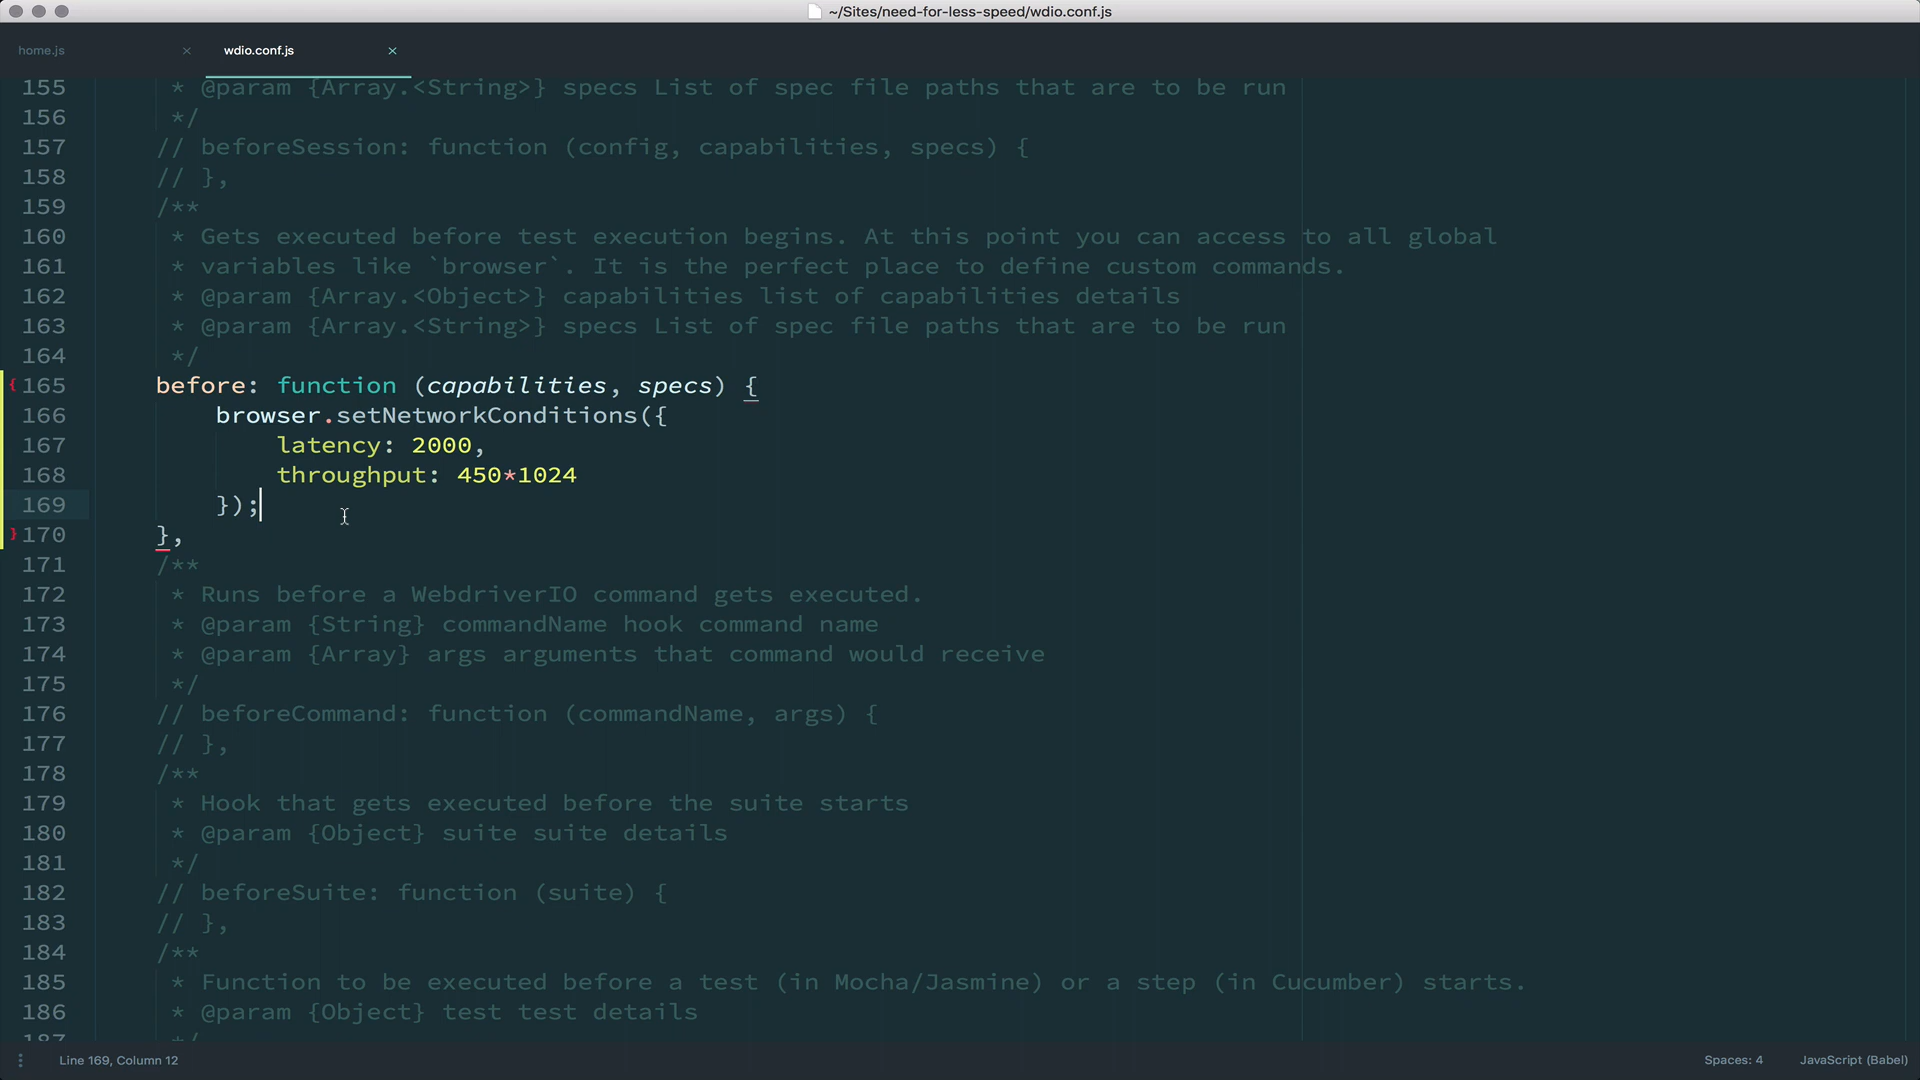 ~/Sites/need-for-less-speed/wdio.conf.js
home.js × wdio.conf.js ×
155 * @param {Array.<String>} specs List of spec file paths that are to be run
156 */
157 // beforeSession: function (config, capabilities, specs) {
158 // },
159 /**
160 * Gets executed before test execution begins. At this point you can access to all global
161 * variables like `browser`. It is the perfect place to define custom commands.
162 * @param {Array.<Object>} capabilities list of capabilities details
163 * @param {Array.<String>} specs List of spec file paths that are to be run
164 */
{ 165 before: function (capabilities, specs) {
166 browser.setNetworkConditions({
167 latency: 2000,
168 throughput: 450*1024
169 });
} 170 },
171 /**
172 * Runs before a WebdriverIO command gets executed.
173 * @param {String} commandName hook command name
174 * @param {Array} args arguments that command would receive
175 */
176 // beforeCommand: function (commandName, args) {
177 // },
178 /**
179 * Hook that gets executed before the suite starts
180 * @param {Object} suite suite details
181 */
182 // beforeSuite: function (suite) {
183 // },
184 /**
185 * Function to be executed before a test (in Mocha/Jasmine) or a step (in Cucumber) starts.
186 * @param {Object} test test details
187 */
Line 169, Column 12 Spaces: 4 JavaScript (Babel)